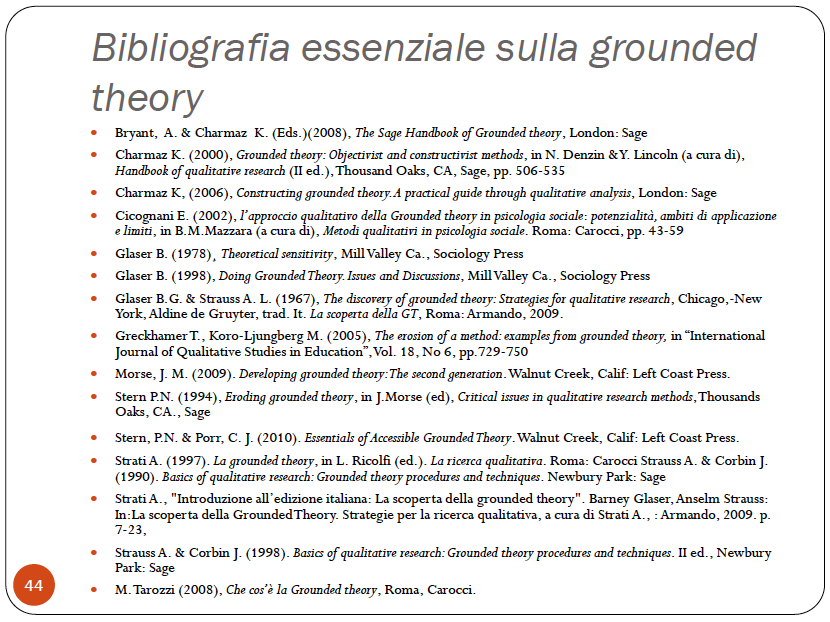 Bibliografia essenziale sulla grounded
theory
• Bryant, A. & Charmaz K. (Eds.)(2008), The Sage Handbook of Grounded theory, London: Sage
• Charmaz K. (2000), Grounded theory: Objectivist and constructivist methods, in N. Denzin & Y. Lincoln (a cura di),
Handbook of qualitative research (II ed.), Thousand Oaks, CA, Sage, pp. 506-535
• Charmaz K, (2006), Constructing grounded theory. A practical guide through qualitative analysis, London: Sage
• Cicognani E. (2002), l'approccio qualitativo della Grounded theory in psicologia sociale: potenzialità, ambiti di applicazione
e limiti, in B.M.Mazzara (a cura di), Metodi qualitativi in psicologia sociale. Roma: Carocci, pp. 43-59
• Glaser B. (1978), Theoretical sensitivity, Mill Valley Ca., Sociology Press
• Glaser B. (1998), Doing Grounded Theory. Issues and Discussions, Mill Valley Ca., Sociology Press
• Glaser B.G. & Strauss A. L. (1967), The discovery of grounded theory: Strategies for qualitative research, Chicago,-New
York, Aldine de Gruyter, trad. It. La scoperta della GT, Roma: Armando, 2009.
• Greckhamer T., Koro-Ljungberg M. (2005), The erosion of a method: examples from grounded theory, in “International
Journal of Qualitative Studies in Education”, Vol. 18, No 6, pp.729-750
• Morse, J. M. (2009). Developing grounded theory: The second generation. Walnut Creek, Calif: Left Coast Press.
• Stern P.N. (1994), Eroding grounded theory, in J.Morse (ed), Critical issues in qualitative research methods, Thousands
Oaks, CA., Sage
• Stern, P.N. & Porr, C. J. (2010). Essentials of Accessible Grounded Theory. Walnut Creek, Calif: Left Coast Press.
• Strati A. (1997). La grounded theory, in L. Ricolfi (ed.). La ricerca qualitativa. Roma: Carocci Strauss A. & Corbin J.
(1990). Basics of qualitative research: Grounded theory procedures and techniques. Newbury Park: Sage
• Strati A., "Introduzione all'edizione italiana: La scoperta della grounded theory". Barney Glaser, Anselm Strauss:
In: La scoperta della Grounded Theory. Strategie per la ricerca qualitativa, a cura di Strati A., : Armando, 2009. p.
7-23,
• Strauss A. & Corbin J. (1998). Basics of qualitative research: Grounded theory procedures and techniques. II ed., Newbury
Park: Sage
• M. Tarozzi (2008), Che cos'è la Grounded theory, Roma, Carocci.
44